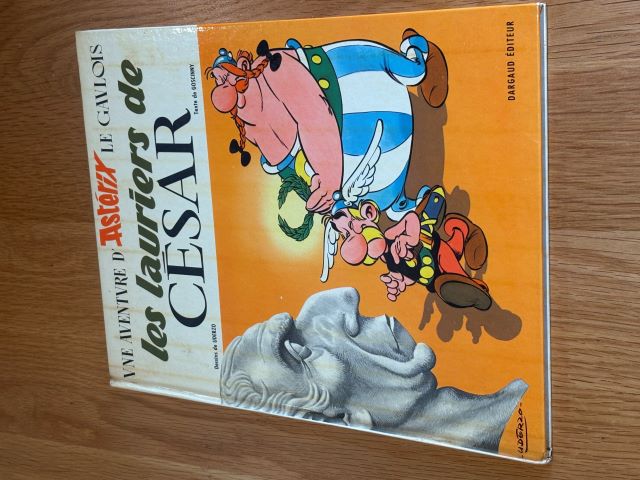 UNE AVENTURE D'Astérix LE GAULOIS
les lauriers de
CÉSAR
Texte de GOSCINNY
Dessins de UDERZO
DARGAUD ÉDITEUR
UDERZO